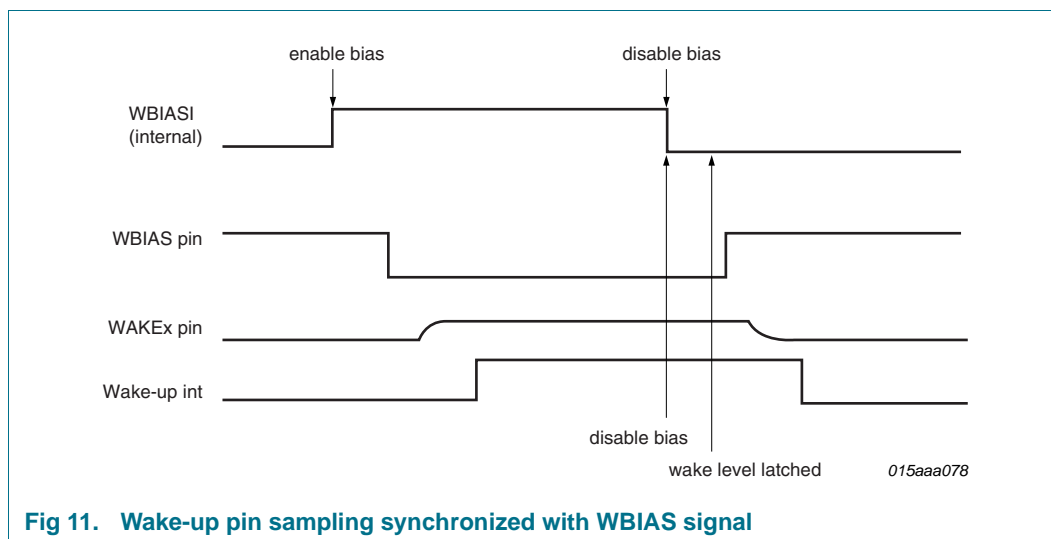 enable bias
disable bias
WBIASI
(internal)
WBIAS pin
WAKEx pin
Wake-up int
disable bias
wake level latched
015aaa078
Fig 11. Wake-up pin sampling synchronized with WBIAS signal